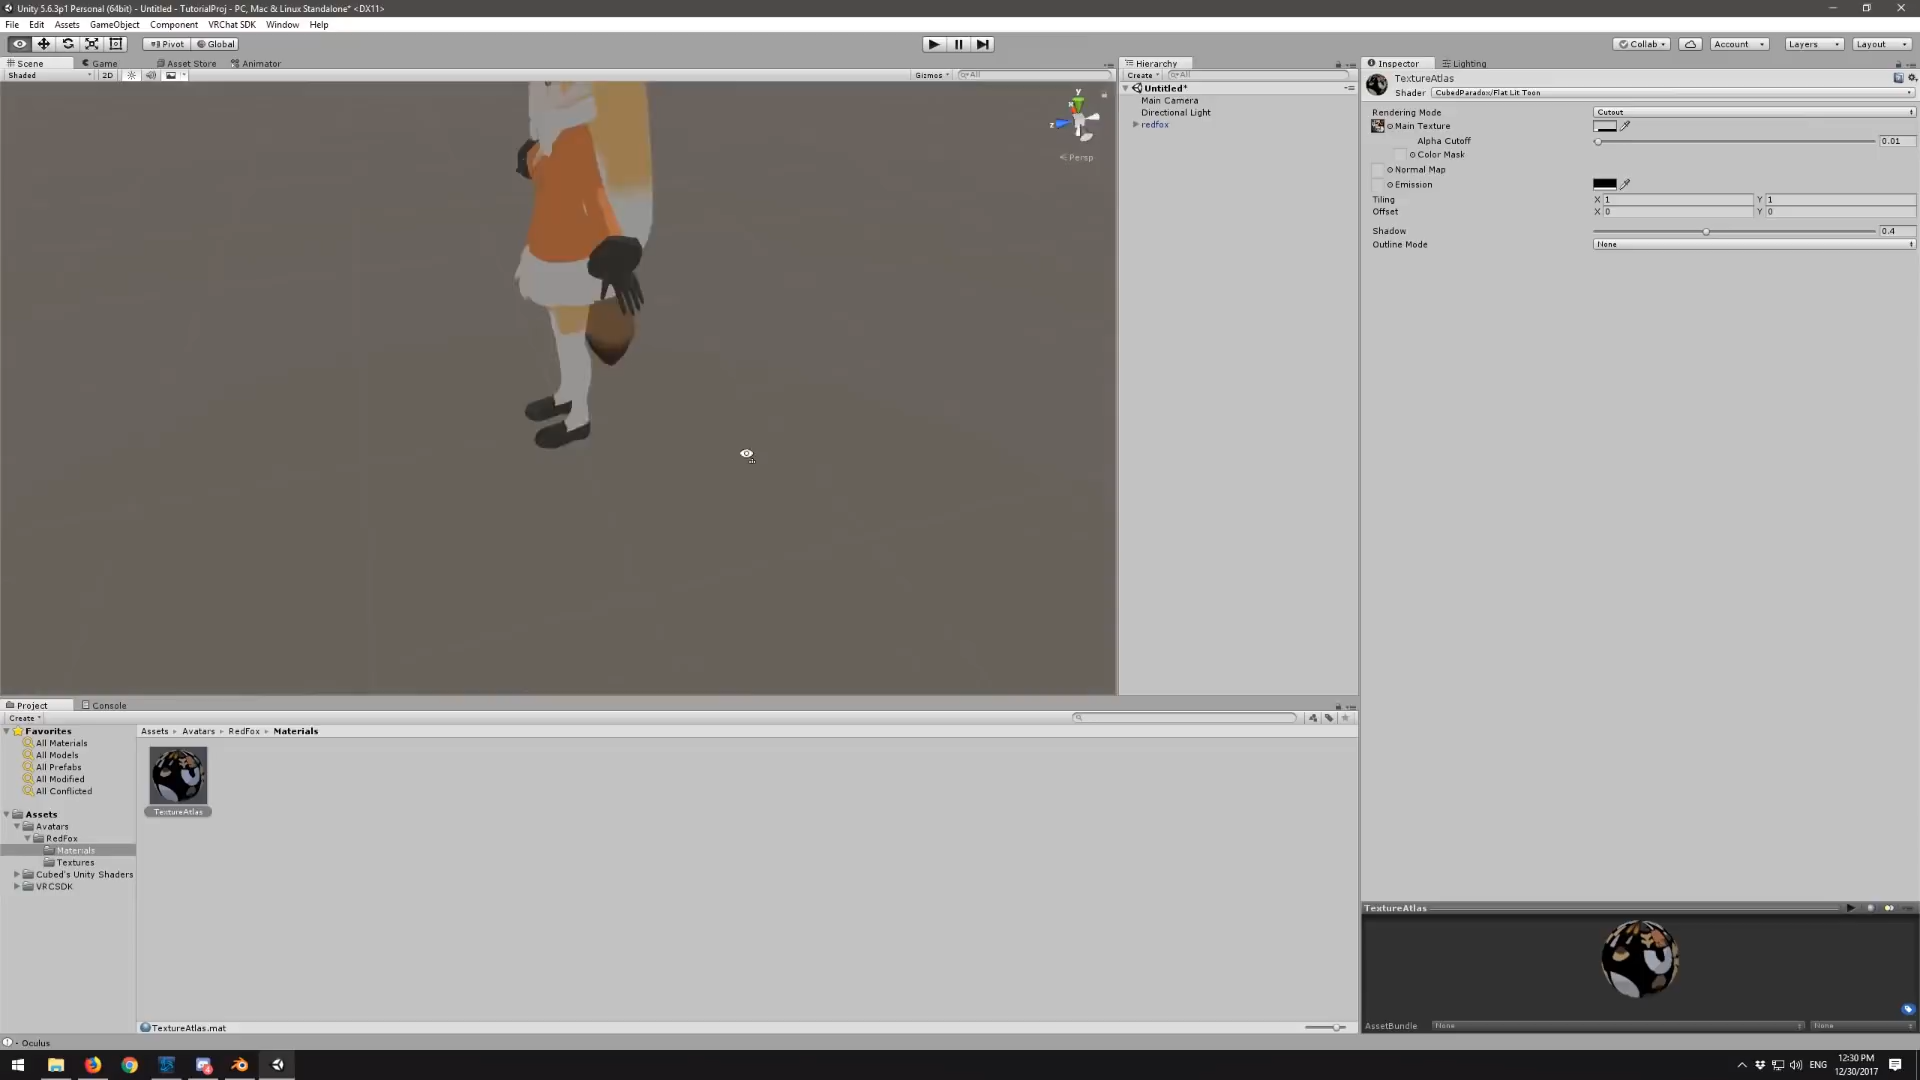 Unity 5.6.3p1 Personal (64bit) - Untitled - TutorialProj - PC, Mac & Linux Standalone* <DX11>
File Edit Assets GameObject Component VRChat SDK Window Help
Pivot Global
Collab Account Layers Layout
Scene Game Asset Store Animator
Shaded 2D Gizmos All
y
x
z
Persp
Hierarchy
Create All
Untitled*
Main Camera
Directional Light
redfox
Inspector Lighting
TextureAtlas
Shader CubedParadox/Flat Lit Toon
Rendering Mode Cutout
Main Texture
Alpha Cutoff 0.01
Color Mask
Normal Map
Emission
Tiling X 1 Y 1
Offset X 0 Y 0
Shadow 0.4
Outline Mode None
Project Console
Create
Favorites
All Materials
All Models
All Prefabs
All Modified
All Conflicted
Assets
Avatars
RedFox
Materials
Textures
Cubed's Unity Shaders
VRCSDK
Assets Avatars RedFox Materials
TextureAtlas
TextureAtlas.mat
TextureAtlas
AssetBundle None None
- Oculus
ENG
12:30 PM
12/30/2017